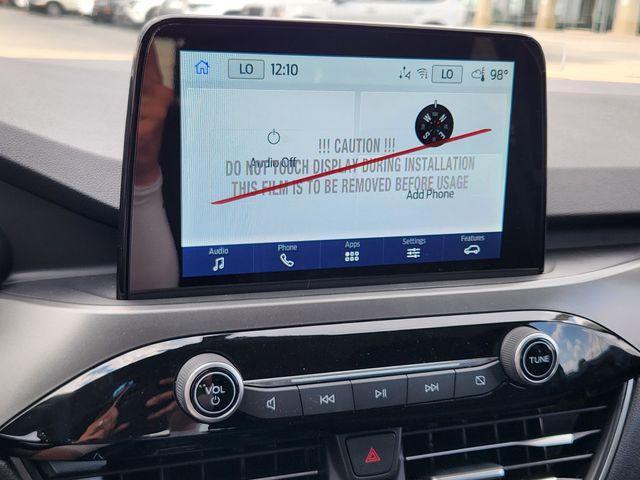 LO 12:10 LO 98°
!!! CAUTION !!!
Audio Off
DO NOT TOUCH DISPLAY DURING INSTALLATION
THIS FILM IS TO BE REMOVED BEFORE USAGE
Add Phone
Audio Phone Apps Settings Features
VOL
TUNE